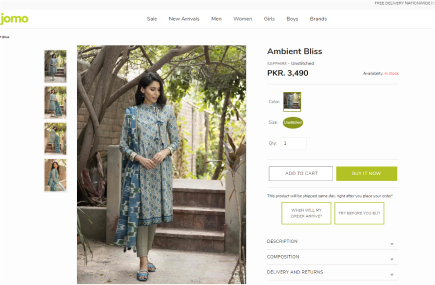 FREE DELIVERY NATIONWIDE
jomo
Sale New Arrivals Men Women Girls Boys Brands
Bliss
Ambient Bliss
SAPPHIRE - Unstitched
PKR. 3,490
Availability: In stock
Color:
Size: Unstitched
Qty: 1
ADD TO CART BUY IT NOW
This product will be shipped same day, right after you place your order!
WHEN WILL MY
ORDER ARRIVE? TRY BEFORE YOU BUY
DESCRIPTION
COMPOSITION
DELIVERY AND RETURNS